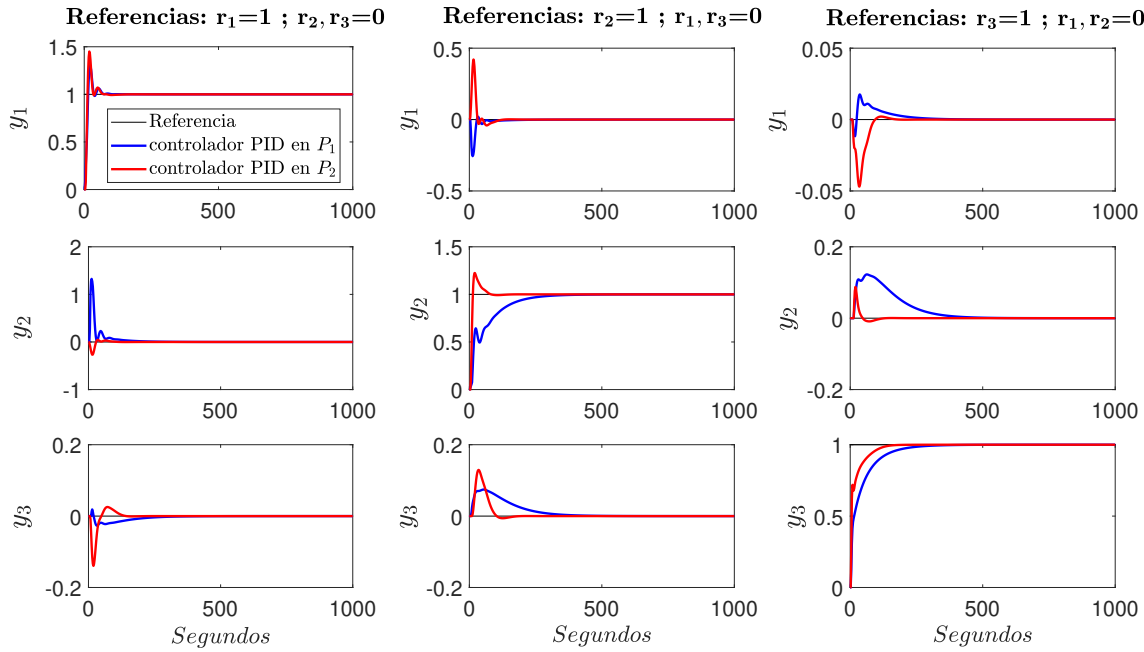 Referencias: r₁=1 ; r₂, r₃=0
Referencias: r₂=1 ; r₁, r₃=0
Referencias: r₃=1 ; r₁, r₂=0
1.5
1
0.5
0
y₁
0 500 1000
Referencia
controlador PID en P₁
controlador PID en P₂
0.5
0
-0.5
y₁
0 500 1000
0.05
0
-0.05
y₁
0 500 1000
2
1
0
-1
y₂
0 500 1000
1.5
1
0.5
0
y₂
0 500 1000
0.2
0
-0.2
y₂
0 500 1000
0.2
0
-0.2
y₃
0 500 1000
Segundos
0.2
0
-0.2
y₃
0 500 1000
Segundos
1
0.5
0
y₃
0 500 1000
Segundos